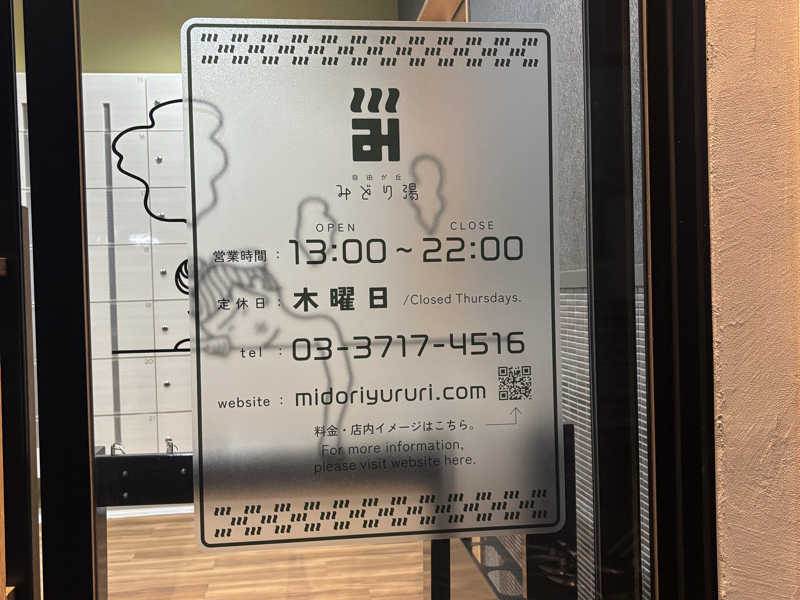 み
自由が丘
みどり湯
OPEN CLOSE
営業時間 : 13:00 ~ 22:00
定休日 : 木曜日 /Closed Thursdays.
tel : 03-3717-4516
website : midoriyururi.com
料金・店内イメージはこちら。
For more information,
please visit website here.